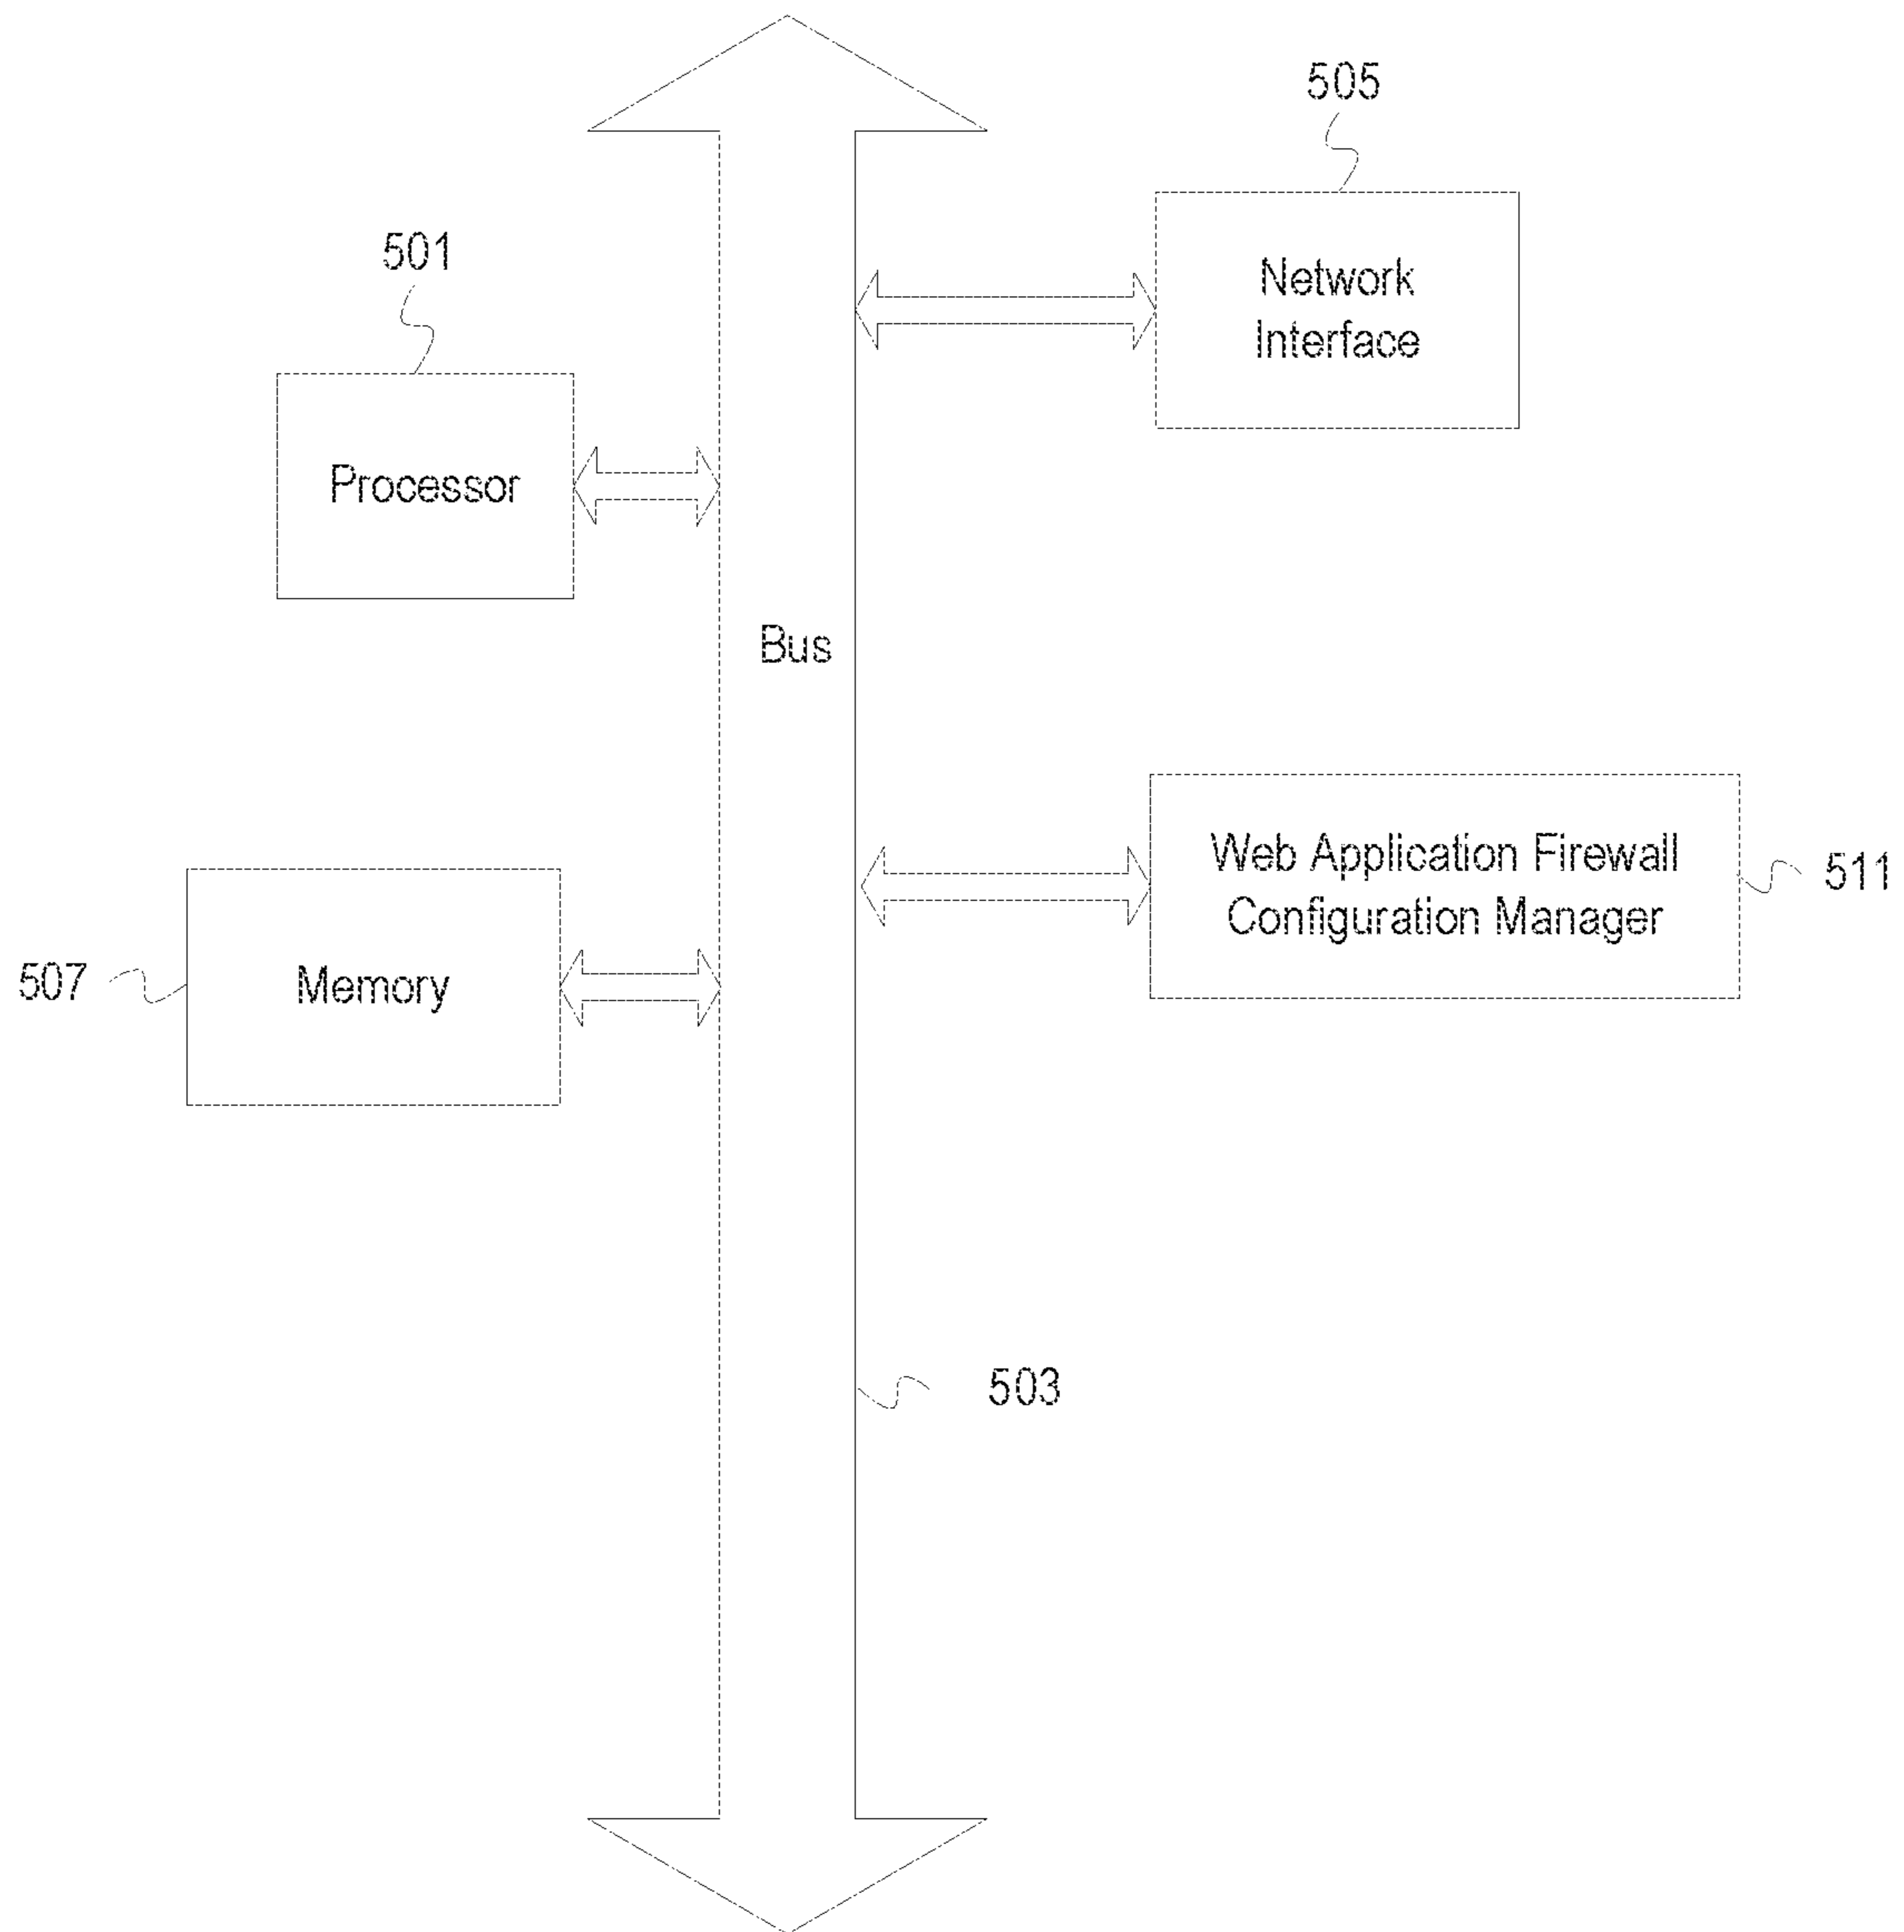 505
Network
Interface
501
Processor
Bus
Web Application Firewall
Configuration Manager
511
507
Memory
503